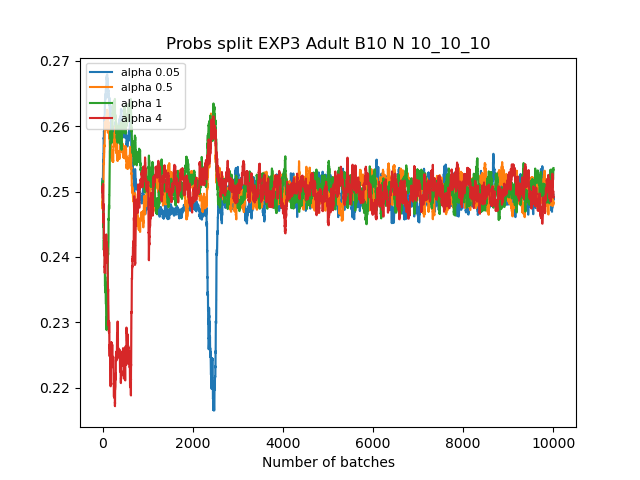 Probs split EXP3 Adult B10 N 10_10_10
0.27
0.26
0.25
0.24
0.23
0.22
alpha 0.05
alpha 0.5
alpha 1
alpha 4
0 2000 4000 6000 8000 10000
Number of batches